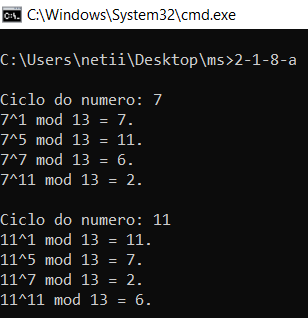 C:\Windows\System32\cmd.exe
C:\Users\netii\Desktop\ms>2-1-8-a
Ciclo do numero: 7
7^1 mod 13 = 7.
7^5 mod 13 = 11.
7^7 mod 13 = 6.
7^11 mod 13 = 2.
Ciclo do numero: 11
11^1 mod 13 = 11.
11^5 mod 13 = 7.
11^7 mod 13 = 2.
11^11 mod 13 = 6.